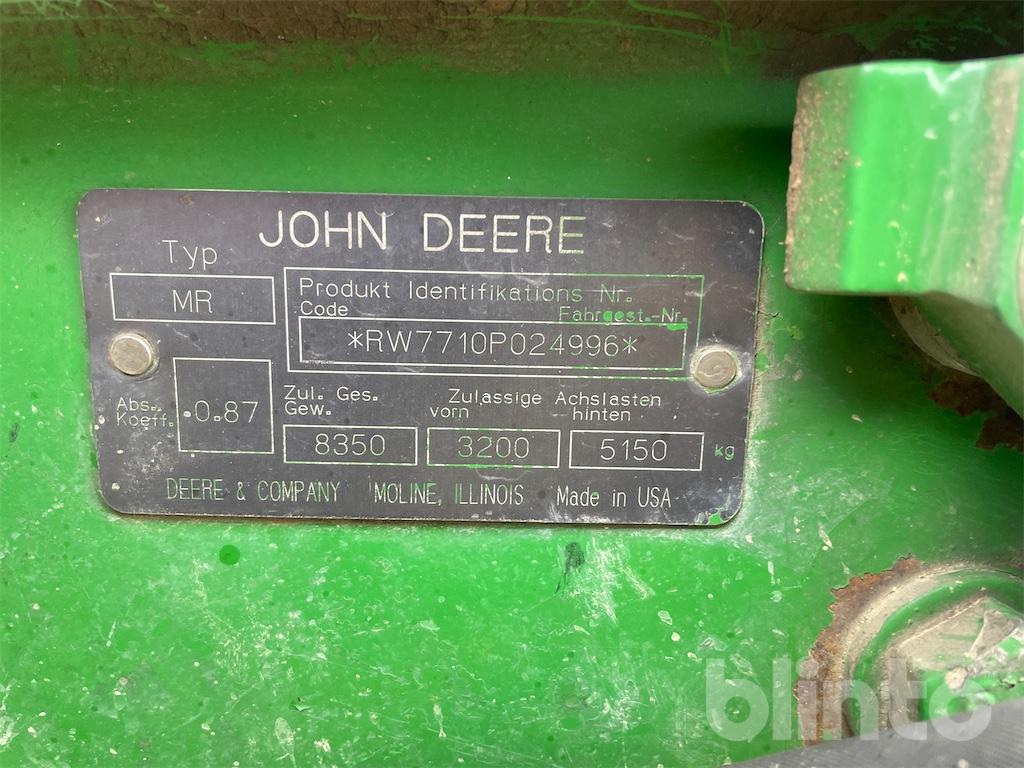 JOHN DEERE
Typ
MR
Produkt Identifikations Nr.
Code
Fahrgest.-Nr.
*RW7710P024996*
Abs.
Koeff.
0.87
Zul. Ges.
Gew.
8350
Zulassige Achslasten
vorn hinten
3200 5150 kg
DEERE & COMPANY MOLINE, ILLINOIS Made in USA
blinto